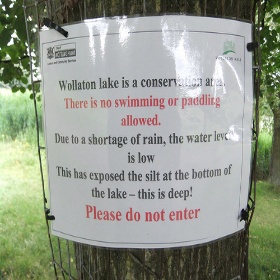 Wollaton lake is a conservation area.
There is no swimming or paddling
allowed.
Due to a shortage of rain, the water level
is low
This has exposed the silt at the bottom of
the lake – this is deep!
Please do not enter